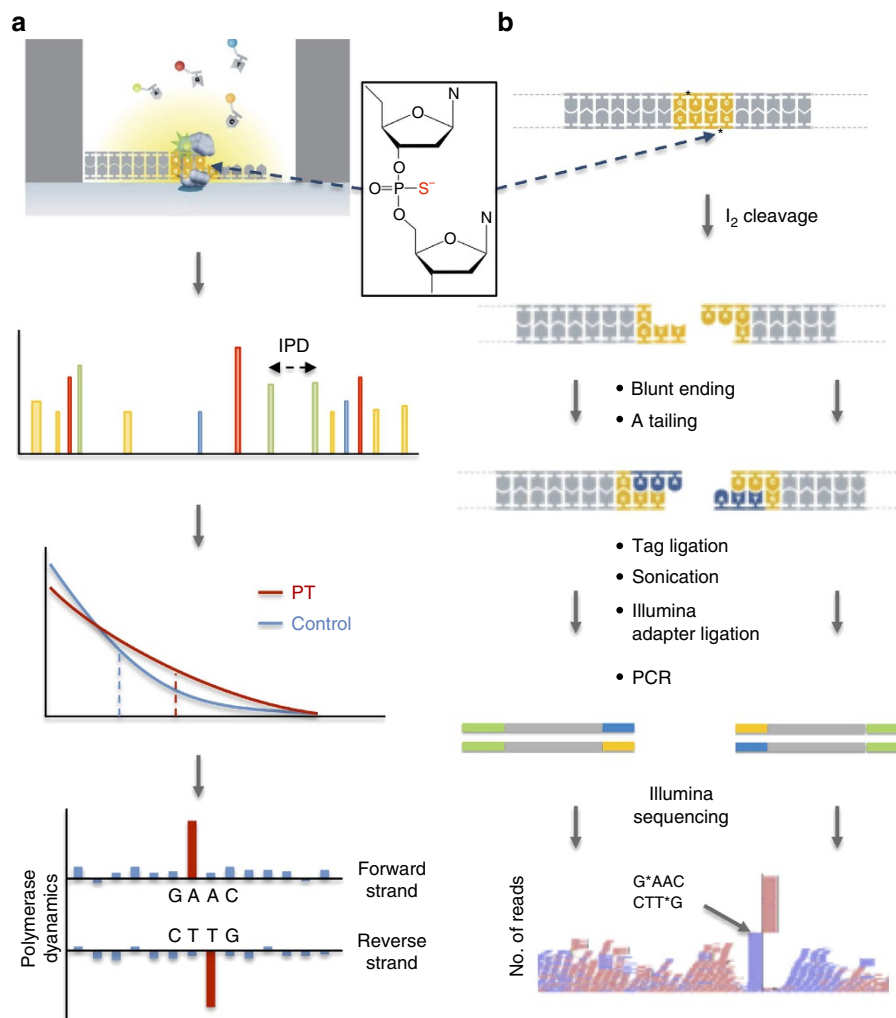 a
b
N
O
O
O=P-S⁻
O
N
O
G A A C
C T T G
*
*
I₂ cleavage
IPD
• Blunt ending
• A tailing
PT
Control
• Tag ligation
• Sonication
• Illumina
adapter ligation
• PCR
Illumina
sequencing
Polymerase
dyanamics
G A A C
Forward
strand
C T T G
Reverse
strand
No. of reads
G*AAC
CTT*G